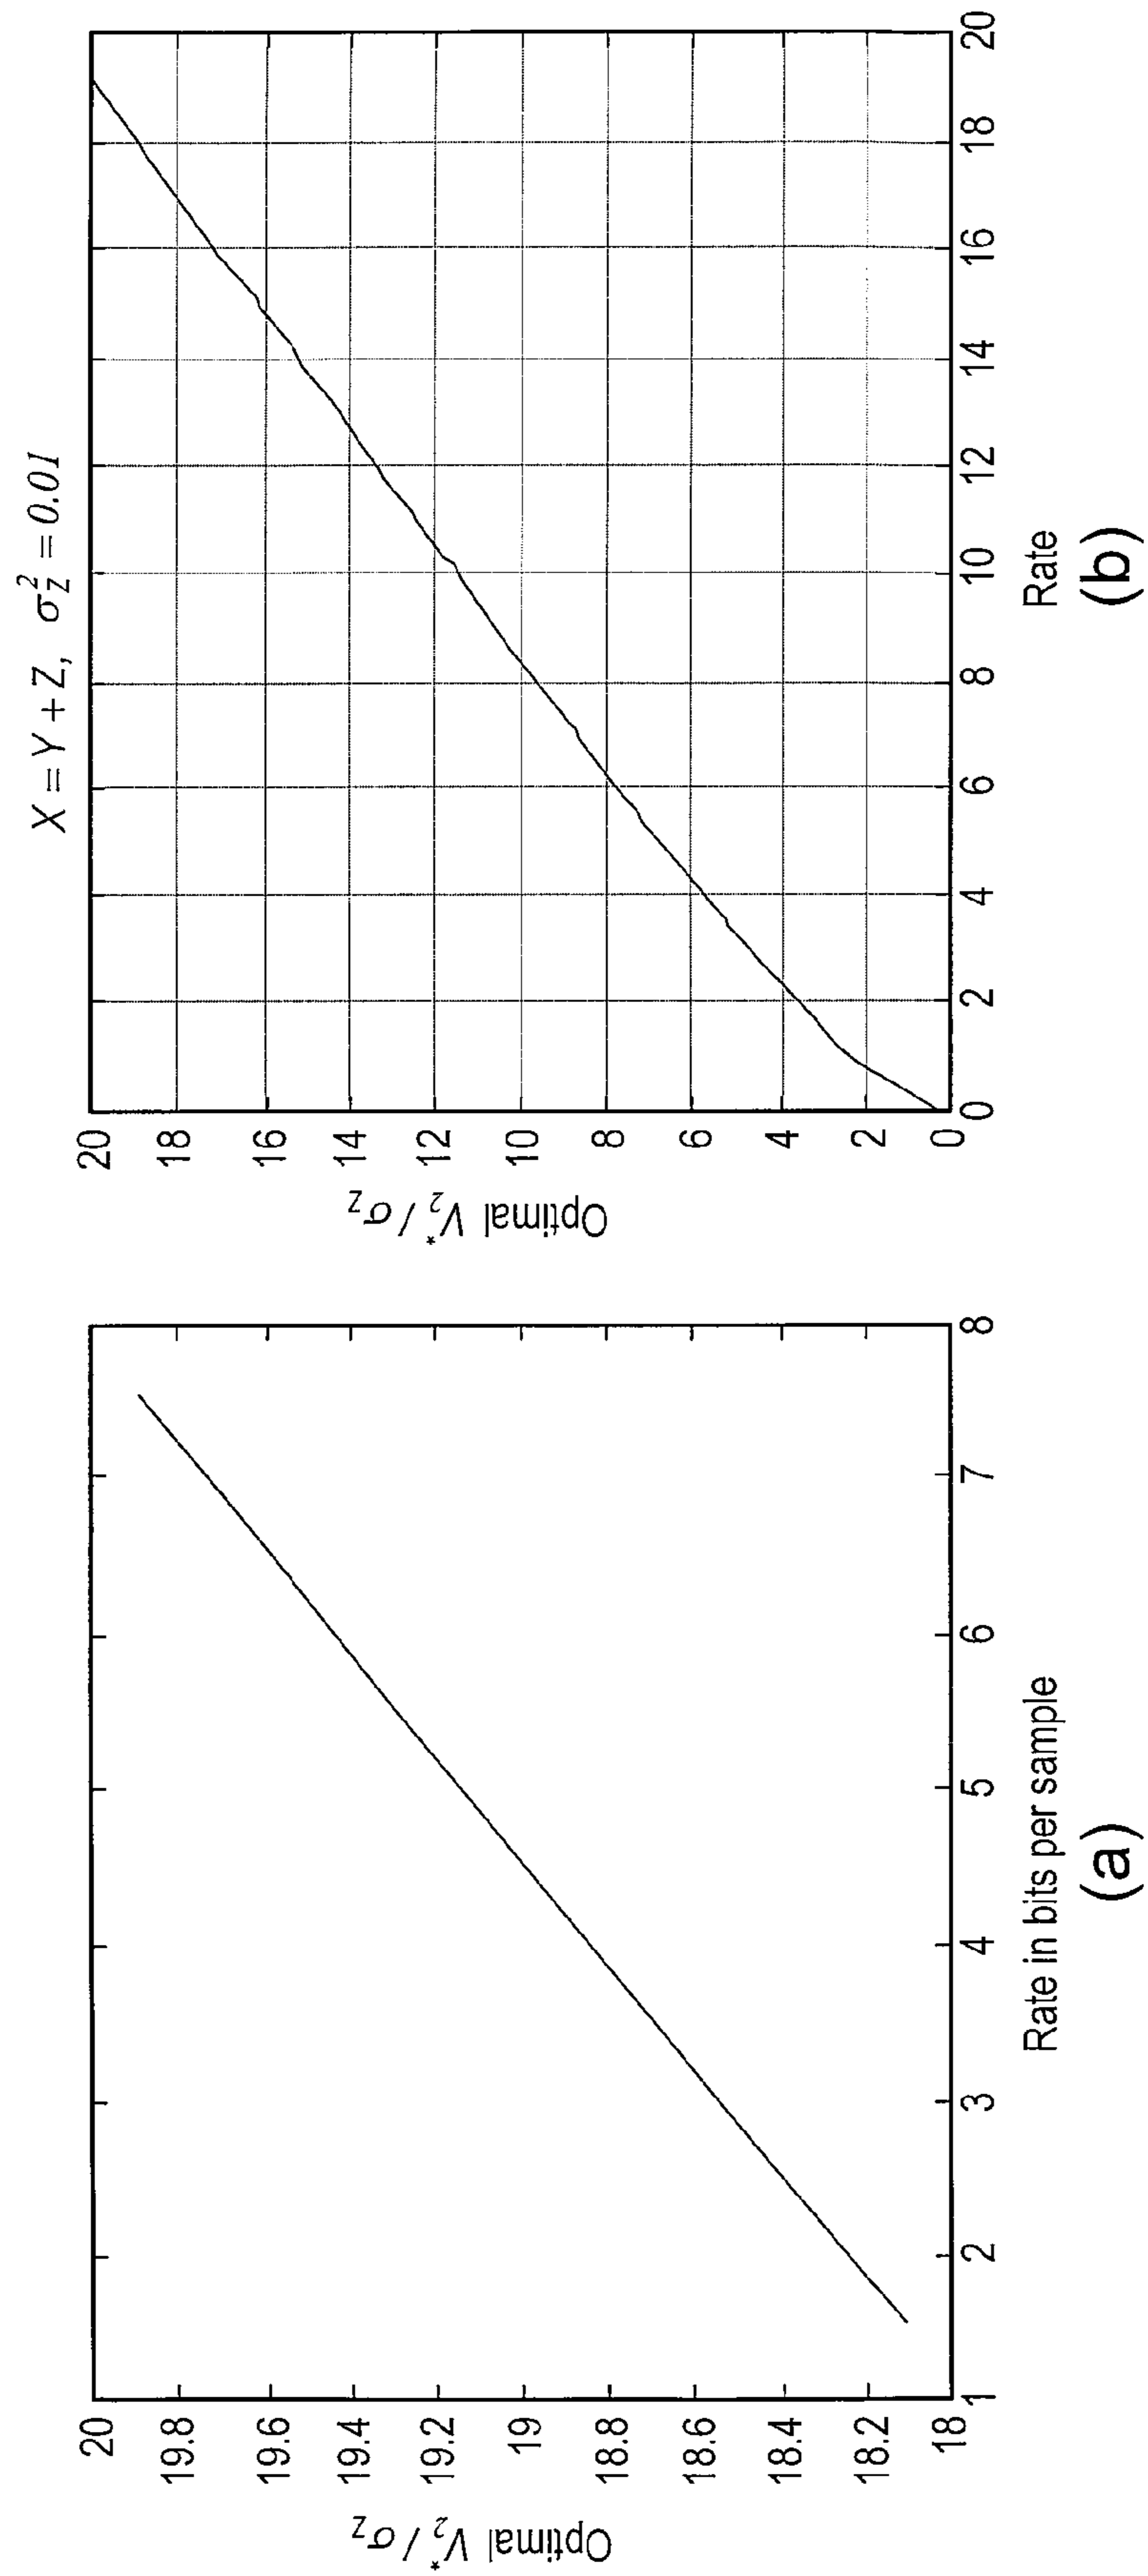 Optimal V₂*/σ_Z
20
19.8
19.6
19.4
19.2
19
18.8
18.6
18.4
18.2
18
1 2 3 4 5 6 7 8
Rate in bits per sample
(a)
X = Y + Z, σ_Z² = 0.01
Optimal V₂*/σ_Z
20
18
16
14
12
10
8
6
4
2
0
0 2 4 6 8 10 12 14 16 18 20
Rate
(b)